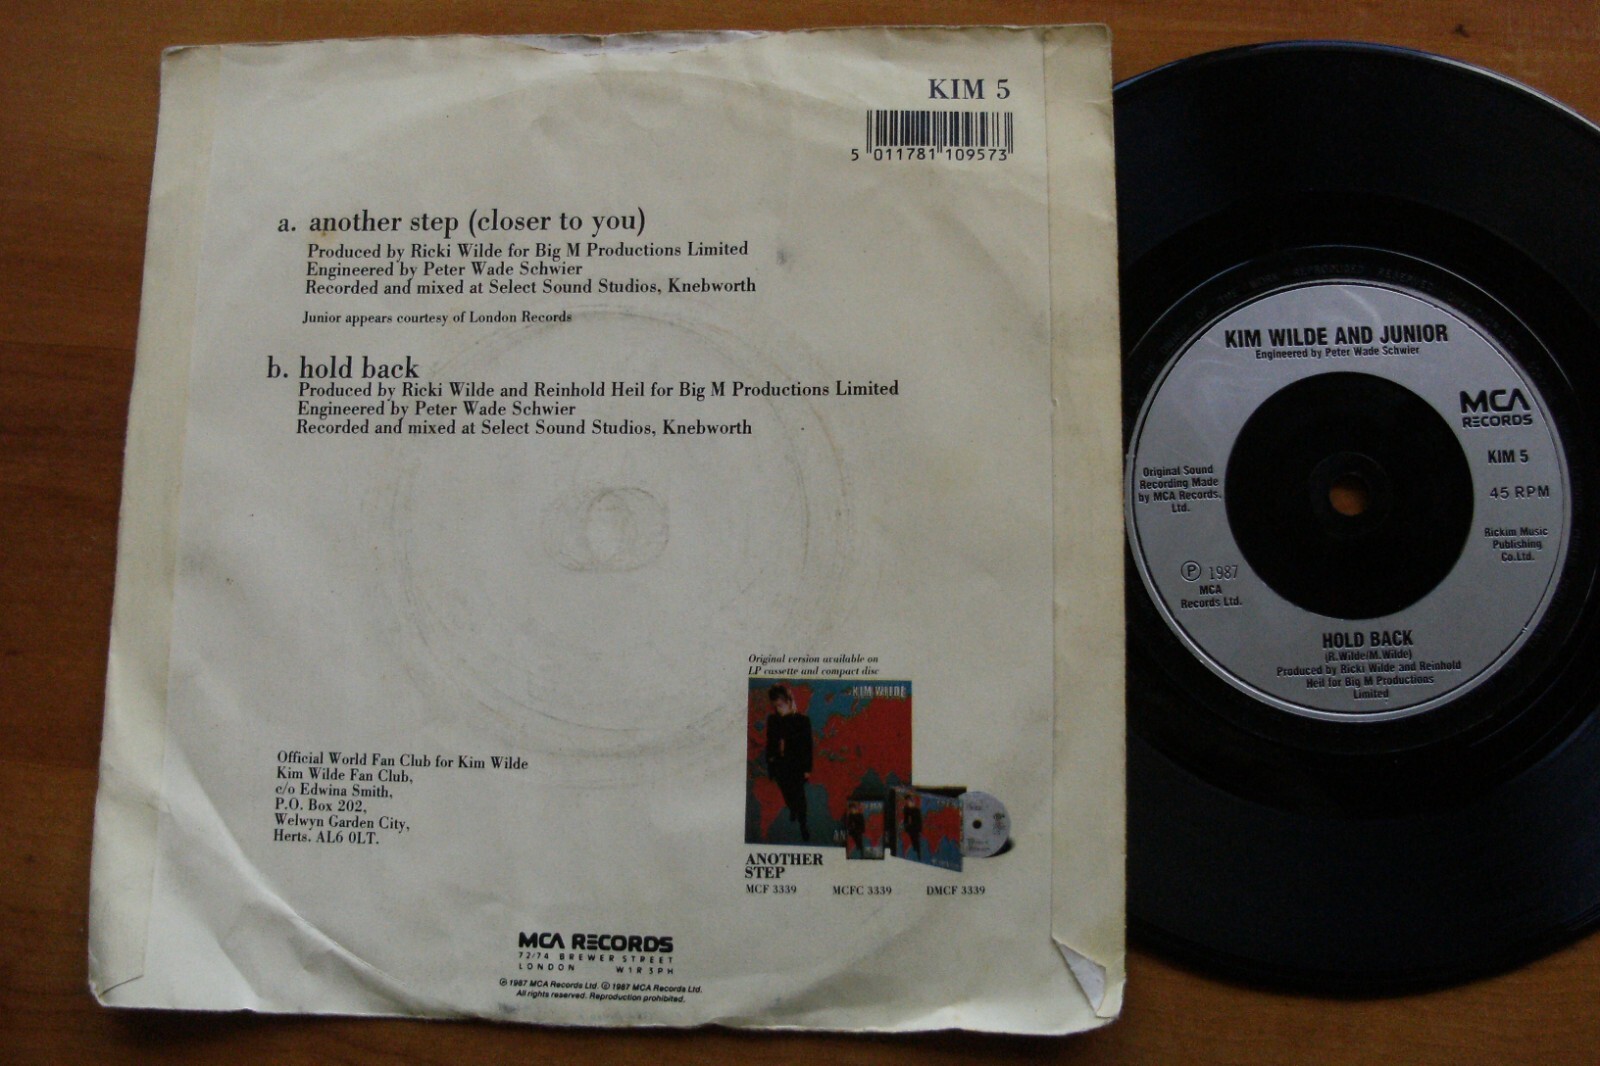 KIM 5
5 011781 109573
a. another step (closer to you)
Produced by Ricki Wilde for Big M Productions Limited
Engineered by Peter Wade Schwier
Recorded and mixed at Select Sound Studios, Knebworth
Junior appears courtesy of London Records
b. hold back
Produced by Ricki Wilde and Reinhold Heil for Big M Productions Limited
Engineered by Peter Wade Schwier
Recorded and mixed at Select Sound Studios, Knebworth
Original version available on
LP cassette and compact disc
KIM WILDE
AN
ANOTHER
STEP
MCF 3339
MCFC 3339
DMCF 3339
Official World Fan Club for Kim Wilde
Kim Wilde Fan Club,
c/o Edwina Smith,
P.O. Box 202,
Welwyn Garden City,
Herts. AL6 0LT.
MCA RECORDS
72/74 BREWER STREET
LONDON W1R 3PH
℗ 1987 MCA Records Ltd. © 1987 MCA Records Ltd.
All rights reserved. Reproduction prohibited.
KIM WILDE AND JUNIOR
Engineered by Peter Wade Schwier
MCA
RECORDS
KIM 5
45 RPM
Rickim Music
Publishing
Co.Ltd.
Original Sound
Recording Made
by MCA Records.
Ltd.
℗ 1987
MCA
Records Ltd.
HOLD BACK
(R.Wilde/M.Wilde)
Produced by Ricki Wilde and Reinhold
Heil for Big M Productions
Limited